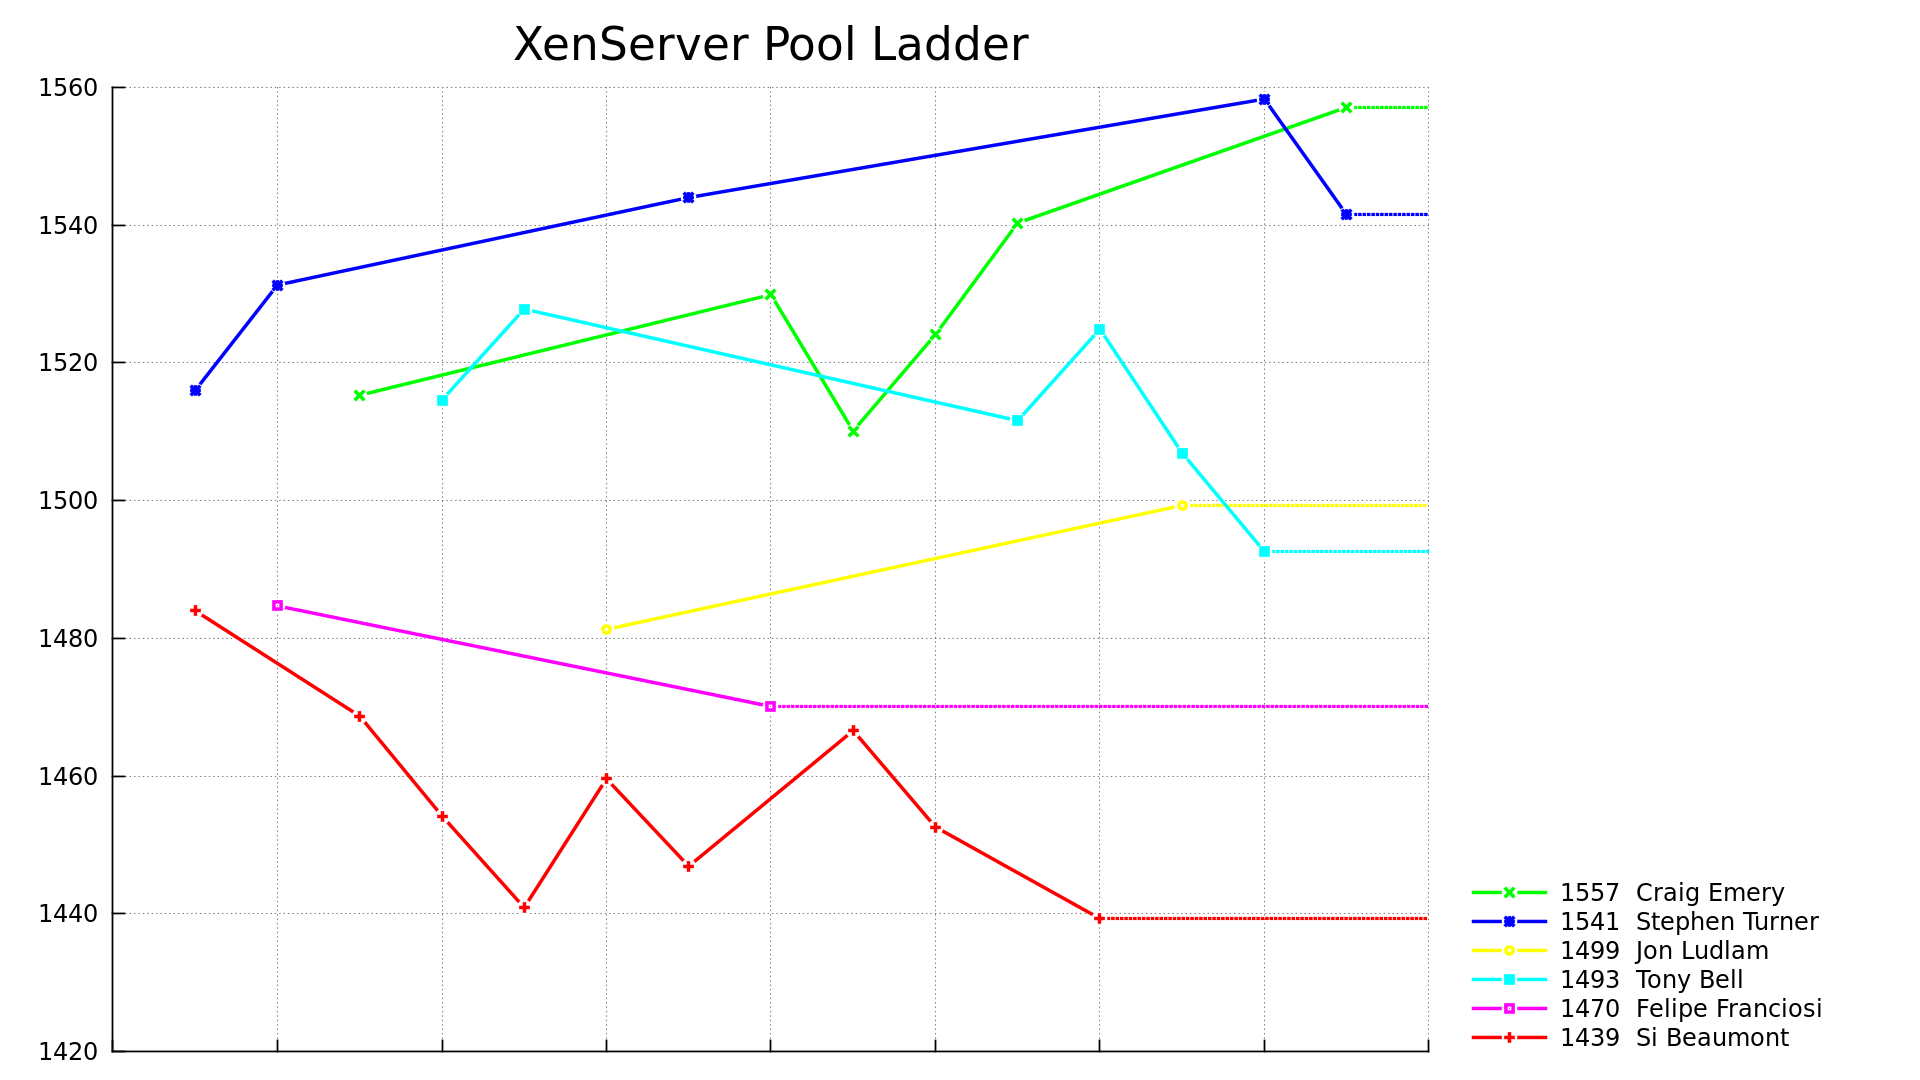 XenServer Pool Ladder
1560
1540
1520
1500
1480
1460
1440
1420
1557 Craig Emery
1541 Stephen Turner
1499 Jon Ludlam
1493 Tony Bell
1470 Felipe Franciosi
1439 Si Beaumont